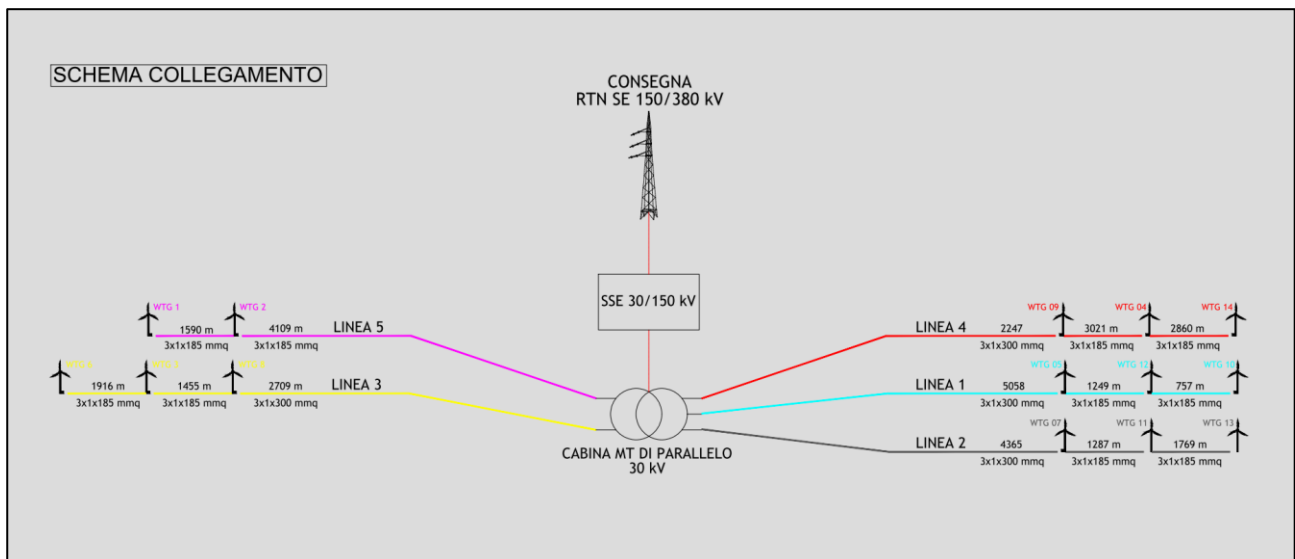 SCHEMA COLLEGAMENTO
CONSEGNA
RTN SE 150/380 kV
SSE 30/150 kV
WTG 1
WTG 2
1590 m
4109 m
LINEA 5
3x1x185 mmq
3x1x185 mmq
1916 m
1455 m
2709 m
LINEA 3
3x1x185 mmq
3x1x185 mmq
3x1x300 mmq
CABINA MT DI PARALLELO
30 kV
WTG 09
WTG 04
WTG 14
LINEA 4
2247
3021 m
2860 m
3x1x300 mmq
3x1x185 mmq
3x1x185 mmq
WTG 05
WTG 12
WTG 10
LINEA 1
5058
1249 m
757 m
3x1x300 mmq
3x1x185 mmq
3x1x185 mmq
WTG 07
WTG 11
WTG 13
LINEA 2
4365
1287 m
1769 m
3x1x300 mmq
3x1x185 mmq
3x1x185 mmq